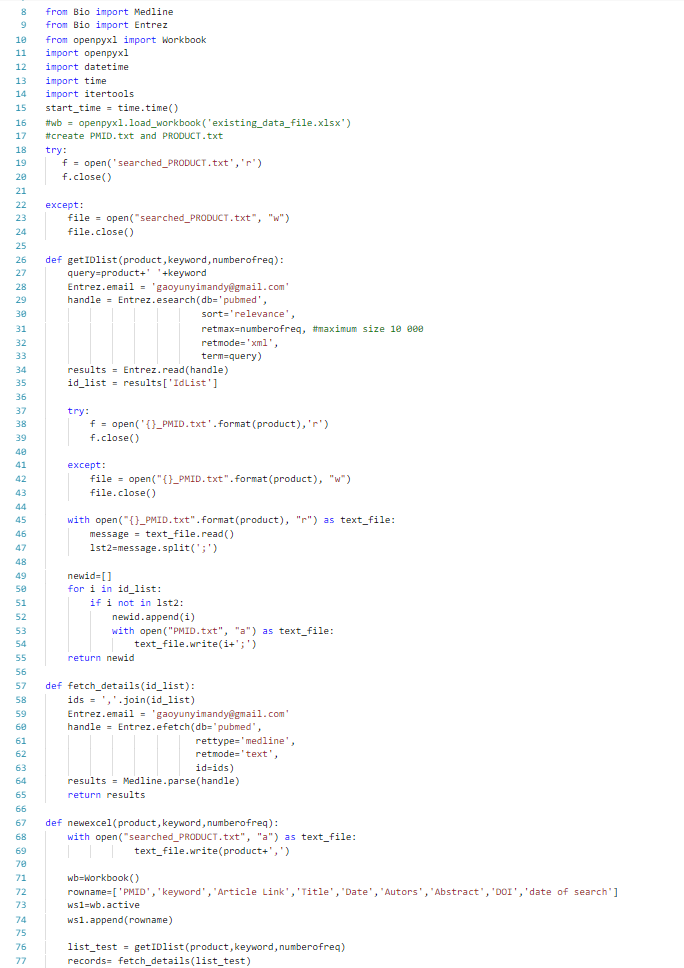 8 from Bio import Medline
9 from Bio import Entrez
10 from openpyxl import Workbook
11 import openpyxl
12 import datetime
13 import time
14 import itertools
15 start_time = time.time()
16 #wb = openpyxl.load_workbook('existing_data_file.xlsx')
17 #create PMID.txt and PRODUCT.txt
18 try:
19     f = open('searched_PRODUCT.txt','r')
20     f.close()
21
22 except:
23     file = open("searched_PRODUCT.txt", "w")
24     file.close()
25
26 def getIDlist(product,keyword,numberofreq):
27     query=product+' '+keyword
28     Entrez.email = 'gaoyunyimandy@gmail.com'
29     handle = Entrez.esearch(db='pubmed',
30                             sort='relevance',
31                             retmax=numberofreq, #maximum size 10 000
32                             retmode='xml',
33                             term=query)
34     results = Entrez.read(handle)
35     id_list = results['IdList']
36
37     try:
38         f = open('{}_PMID.txt'.format(product),'r')
39         f.close()
40
41     except:
42         file = open("{}_PMID.txt".format(product), "w")
43         file.close()
44
45     with open("{}_PMID.txt".format(product), "r") as text_file:
46         message = text_file.read()
47         lst2=message.split(';')
48
49     newid=[]
50     for i in id_list:
51         if i not in lst2:
52             newid.append(i)
53             with open("PMID.txt", "a") as text_file:
54                 text_file.write(i+';')
55     return newid
56
57 def fetch_details(id_list):
58     ids = ','.join(id_list)
59     Entrez.email = 'gaoyunyimandy@gmail.com'
60     handle = Entrez.efetch(db='pubmed',
61                            rettype='medline',
62                            retmode='text',
63                            id=ids)
64     results = Medline.parse(handle)
65     return results
66
67 def newexcel(product,keyword,numberofreq):
68     with open("searched_PRODUCT.txt", "a") as text_file:
69                 text_file.write(product+',')
70
71     wb=Workbook()
72     rowname=['PMID','keyword','Article Link','Title','Date','Autors','Abstract','DOI','date of search']
73     ws1=wb.active
74     ws1.append(rowname)
75
76     list_test = getIDlist(product,keyword,numberofreq)
77     records= fetch_details(list_test)